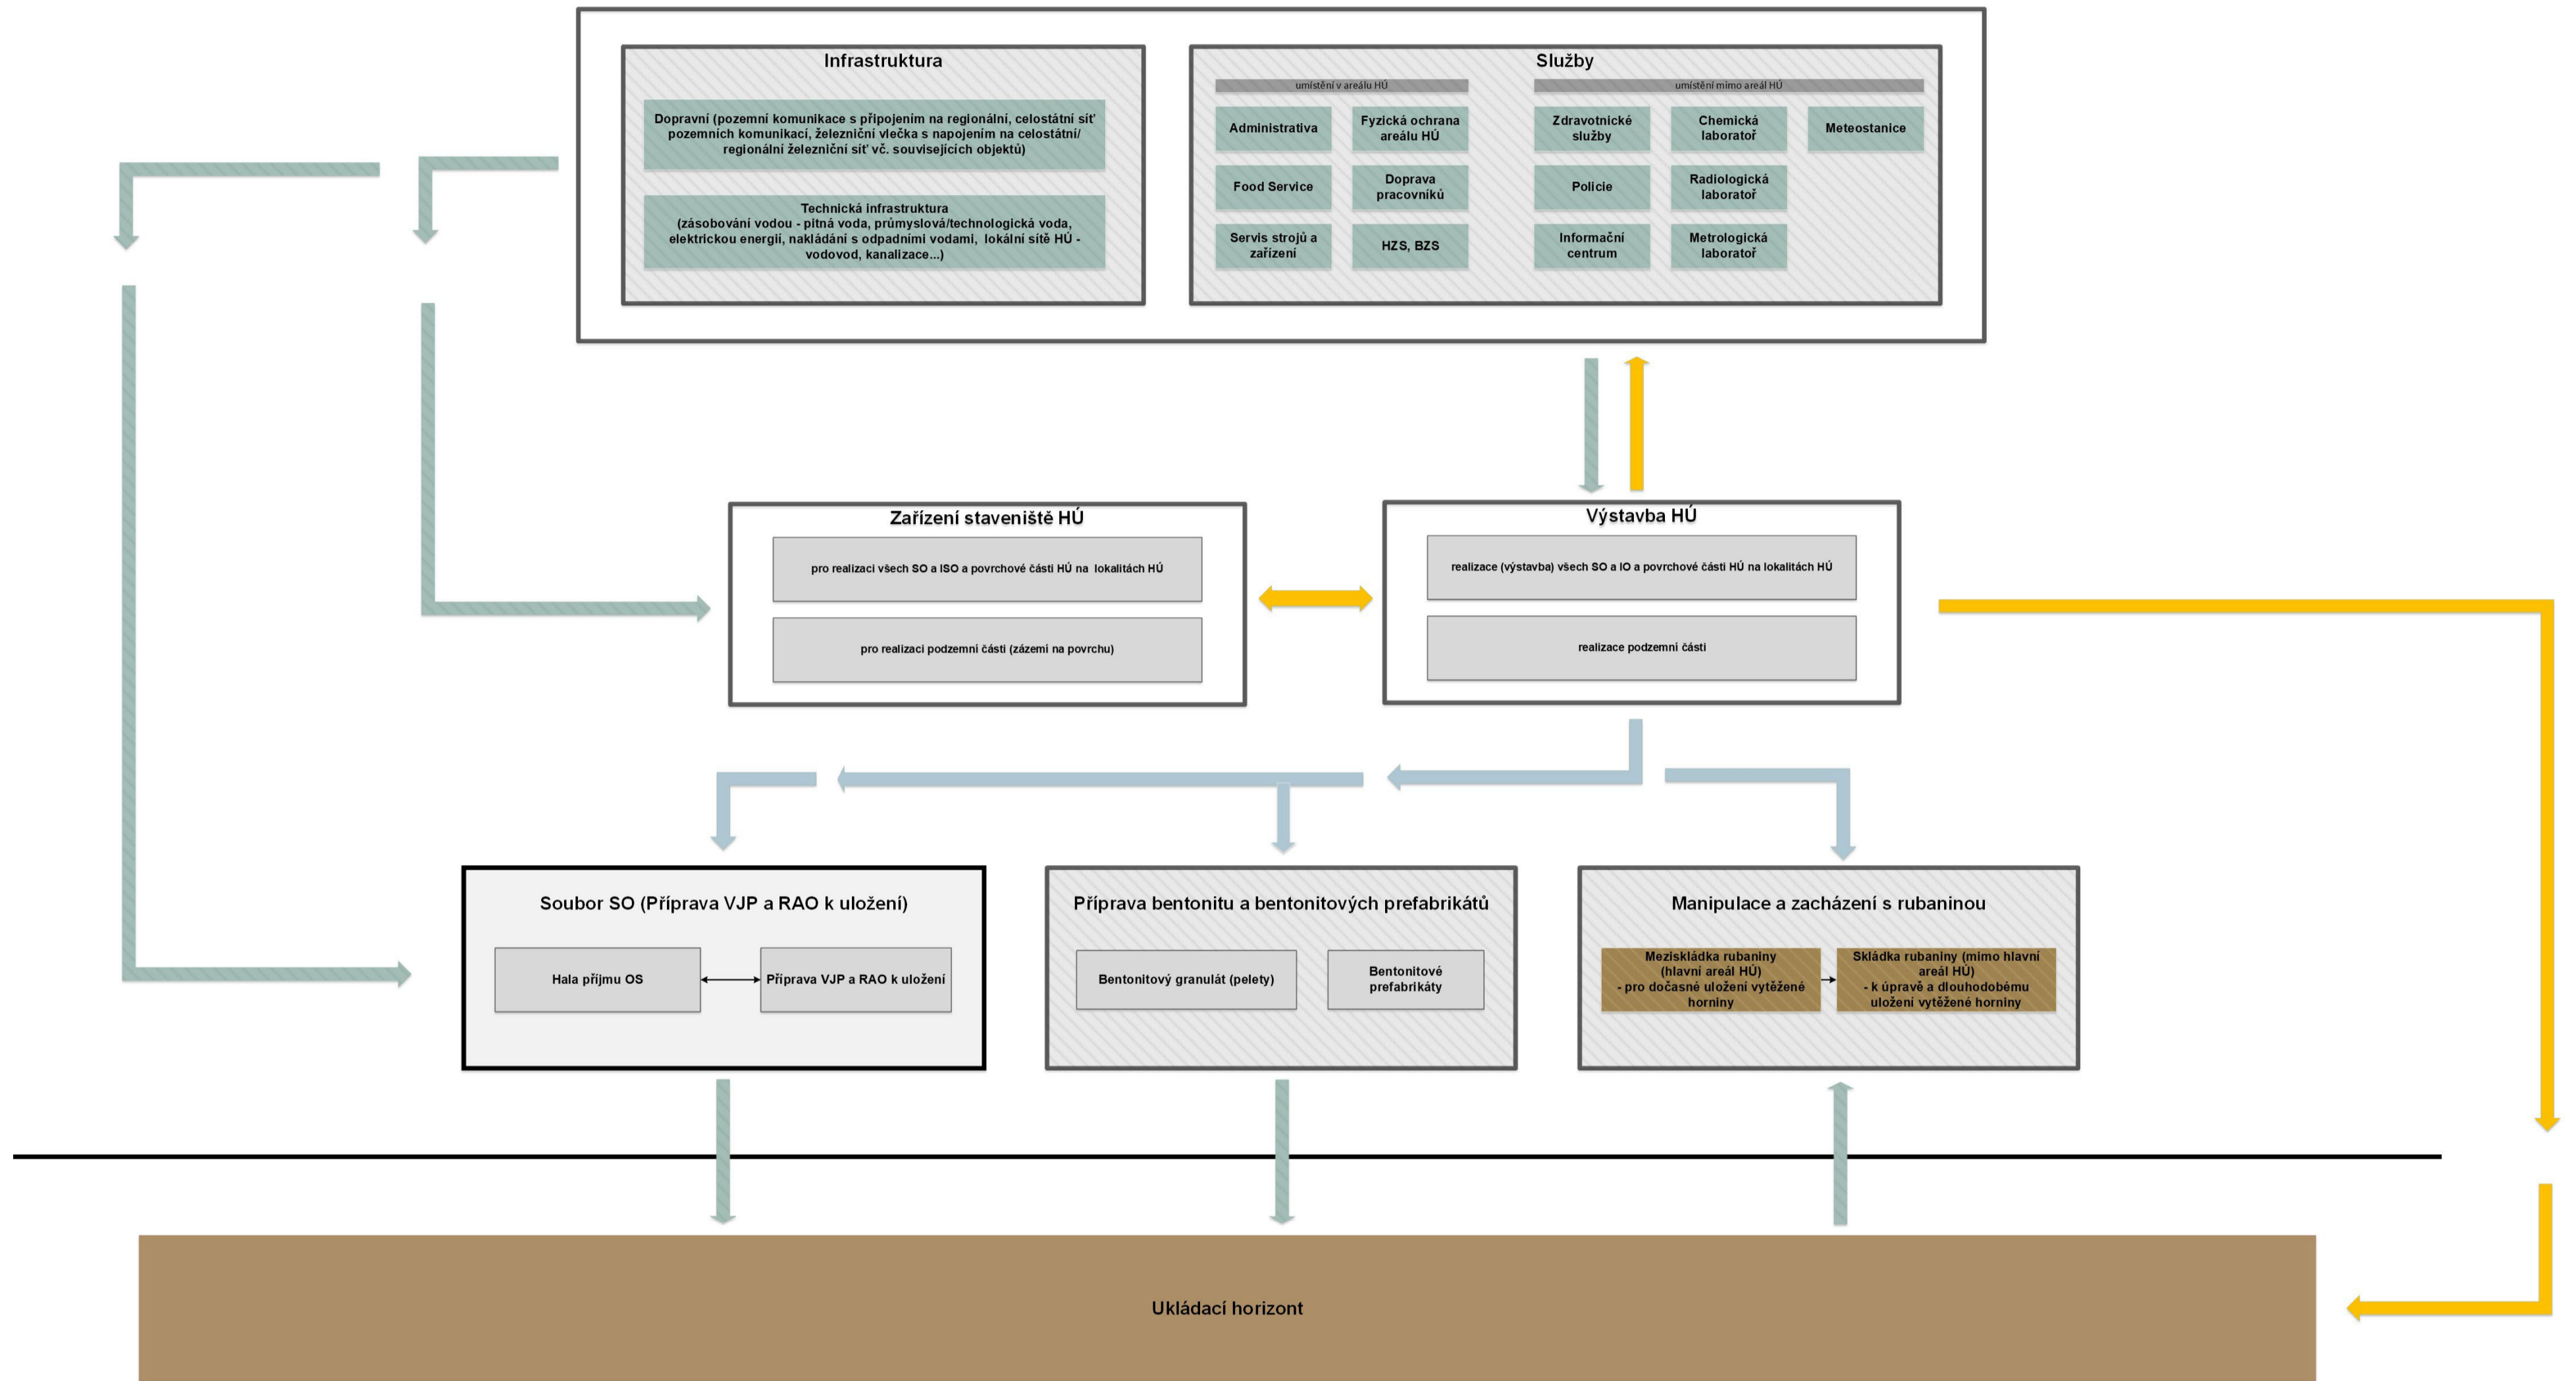 Infrastruktura
Dopravní (pozemní komunikace s připojením na regionální, celostátní síť
pozemních komunikací, železniční vlečka s napojením na celostátní/
regionální železniční síť vč. souvisejících objektů)
Technická infrastruktura
(zásobování vodou - pitná voda, průmyslová/technologická voda,
elektrickou energií, nakládání s odpadními vodami,  lokální sítě HÚ -
vodovod, kanalizace...)
Služby
umístění v areálu HÚ
Administrativa
Fyzická ochrana
areálu HÚ
Food Service
Doprava
pracovníků
Servis strojů a
zařízení
HZS, BZS
umístění mimo areál HÚ
Zdravotnické
služby
Chemická
laboratoř
Meteostanice
Policie
Radiologická
laboratoř
Informační
centrum
Metrologická
laboratoř
Zařízení staveniště HÚ
pro realizaci všech SO a ISO a povrchové části HÚ na  lokalitách HÚ
pro realizaci podzemní části (zázemí na povrchu)
Výstavba HÚ
realizace (výstavba) všech SO a IO a povrchové části HÚ na lokalitách HÚ
realizace podzemní části
Soubor SO (Příprava VJP a RAO k uložení)
Hala příjmu OS
Příprava VJP a RAO k uložení
Příprava bentonitu a bentonitových prefabrikátů
Bentonitový granulát (pelety)
Bentonitové
prefabrikáty
Manipulace a zacházení s rubaninou
Meziskládka rubaniny
(hlavní areál HÚ)
- pro dočasné uložení vytěžené
horniny
Skládka rubaniny (mimo hlavní
areál HÚ)
- k úpravě a dlouhodobému
uložení vytěžené horniny
Ukládací horizont